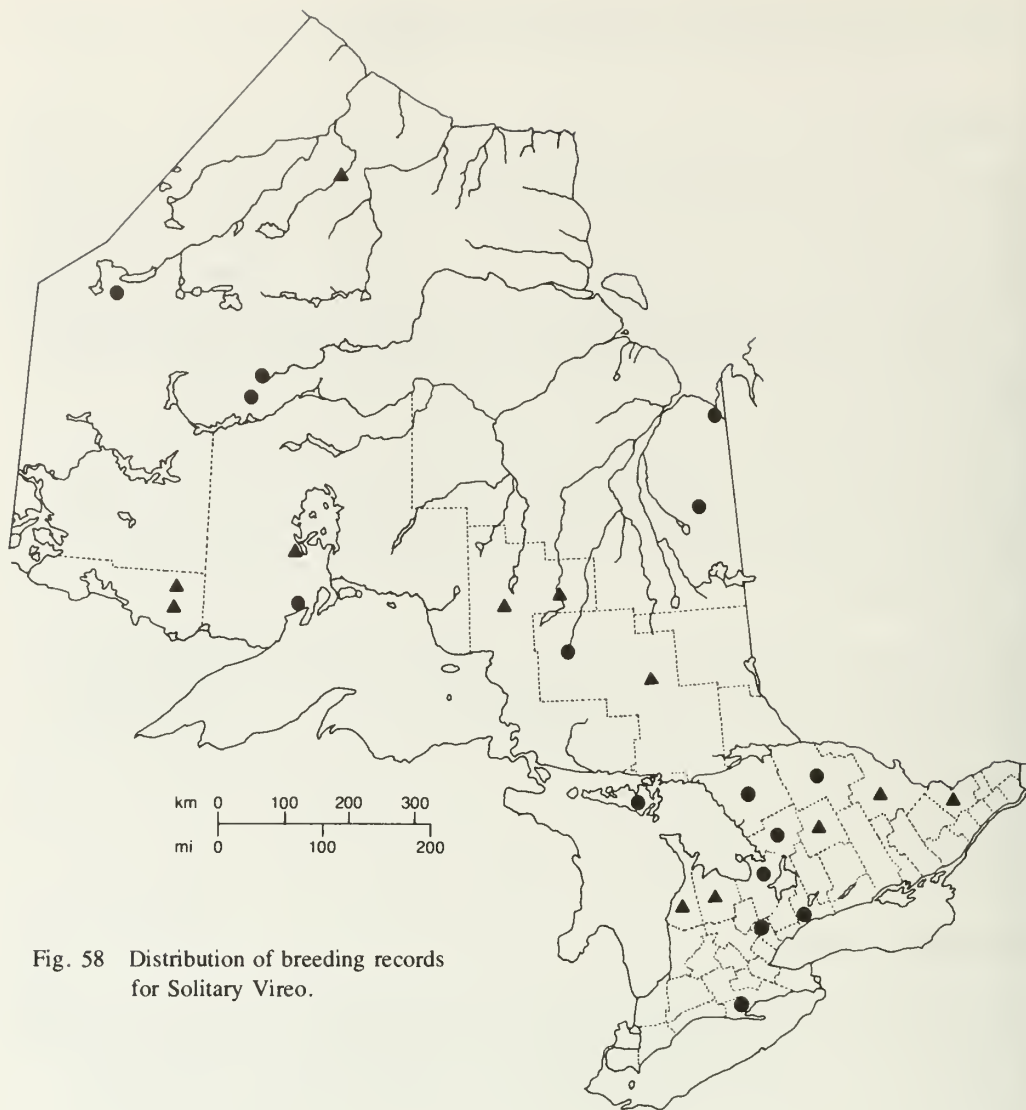 km 0 100 200 300
mi 0 100 200
Fig. 58 Distribution of breeding records
for Solitary Vireo.